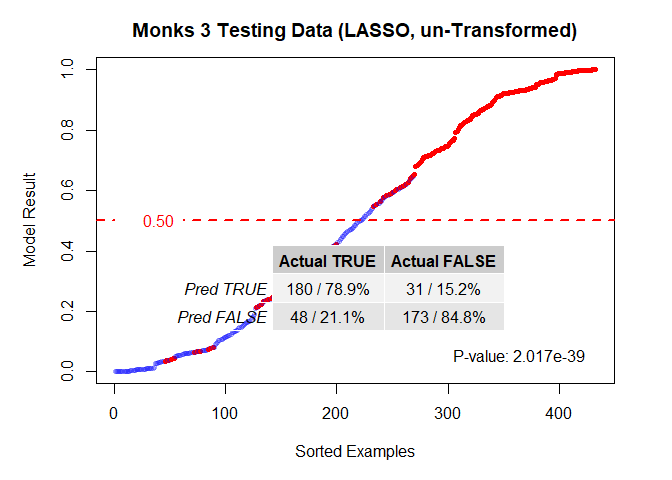 Monks 3 Testing Data (LASSO, un-Transformed)
Model Result
1.0
0.8
0.6
0.50
0.4
Actual TRUE Actual FALSE
Pred TRUE 180 / 78.9% 31 / 15.2%
0.2
Pred FALSE 48 / 21.1% 173 / 84.8%
P-value: 2.017e-39
0.0
0 100 200 300 400
Sorted Examples